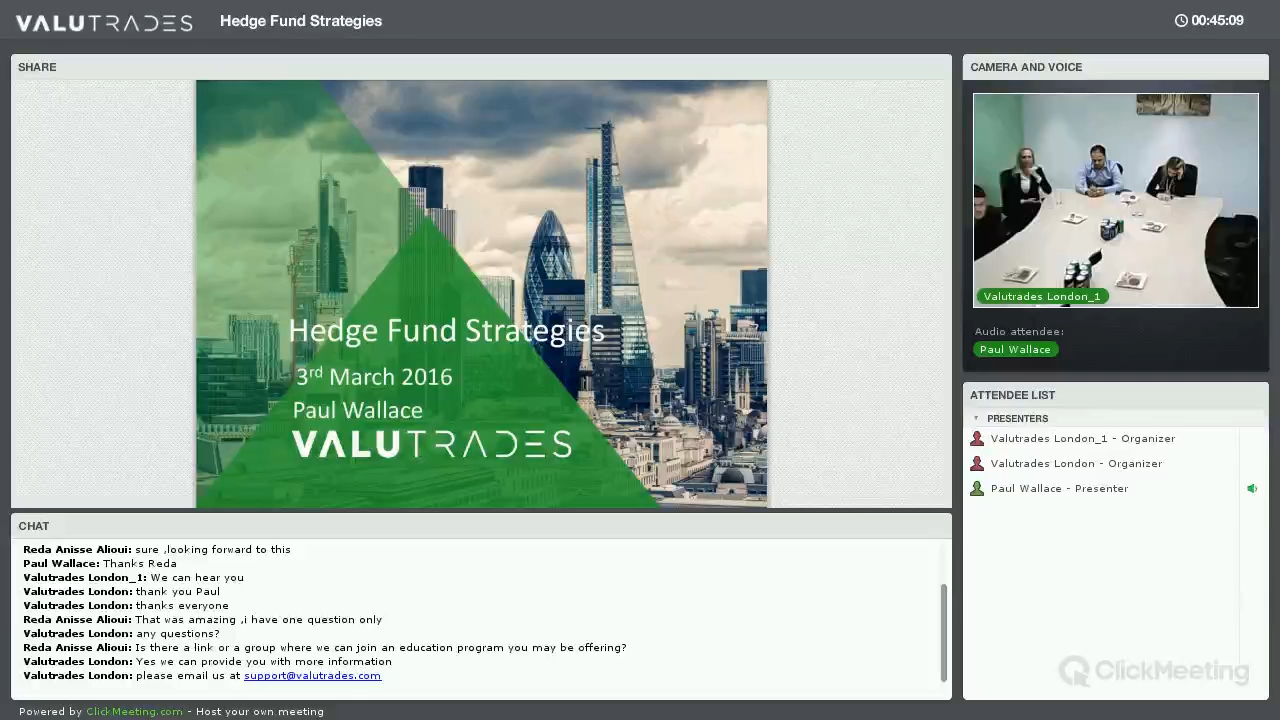 VALUTRADES
Hedge Fund Strategies
00:45:09
SHARE
Hedge Fund Strategies
3rd March 2016
Paul Wallace
VALUTRADES
CAMERA AND VOICE
Valutrades London_1
Audio attendee:
Paul Wallace
ATTENDEE LIST
PRESENTERS
Valutrades London_1 - Organizer
Valutrades London - Organizer
Paul Wallace - Presenter
CHAT
Reda Anisse Alioui: sure ,looking forward to this
Paul Wallace: Thanks Reda
Valutrades London_1: We can hear you
Valutrades London: thank you Paul
Valutrades London: thanks everyone
Reda Anisse Alioui: That was amazing ,i have one question only
Valutrades London: any questions?
Reda Anisse Alioui: Is there a link or a group where we can join an education program you may be offering?
Valutrades London: Yes we can provide you with more information
Valutrades London: please email us at support@valutrades.com
ClickMeeting
Powered by ClickMeeting.com - Host your own meeting